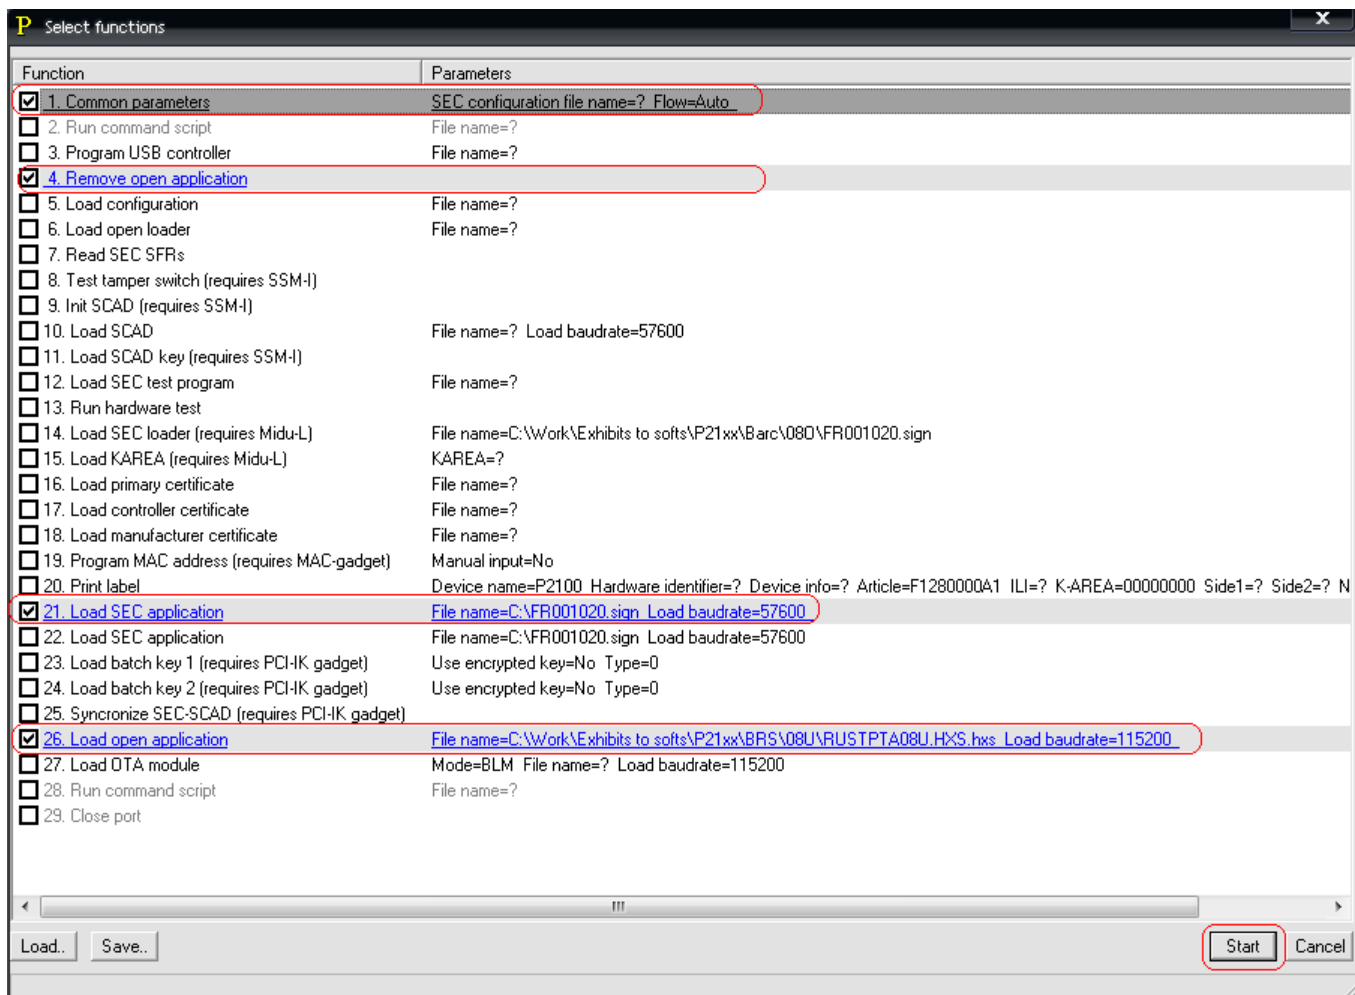 P Select functions x
Function Parameters
1. Common parameters SEC configuration file name=? Flow=Auto
2. Run command script File name=?
3. Program USB controller File name=?
4. Remove open application
5. Load configuration File name=?
6. Load open loader File name=?
7. Read SEC SFRs
8. Test tamper switch (requires SSM-I)
9. Init SCAD (requires SSM-I)
10. Load SCAD File name=? Load baudrate=57600
11. Load SCAD key (requires SSM-I)
12. Load SEC test program File name=?
13. Run hardware test
14. Load SEC loader (requires Midu-L) File name=C:\Work\Exhibits to softs\P21xx\Barc\08O\FR001020.sign
15. Load KAREA (requires Midu-L) KAREA=?
16. Load primary certificate File name=?
17. Load controller certificate File name=?
18. Load manufacturer certificate File name=?
19. Program MAC address (requires MAC-gadget) Manual input=No
20. Print label Device name=P2100 Hardware identifier=? Device info=? Article=F1280000A1 ILI=? K-AREA=00000000 Side1=? Side2=? N
21. Load SEC application File name=C:\FR001020.sign Load baudrate=57600
22. Load SEC application File name=C:\FR001020.sign Load baudrate=57600
23. Load batch key 1 (requires PCI-IK gadget) Use encrypted key=No Type=0
24. Load batch key 2 (requires PCI-IK gadget) Use encrypted key=No Type=0
25. Syncronize SEC-SCAD (requires PCI-IK gadget)
26. Load open application File name=C:\Work\Exhibits to softs\P21xx\BRS\08U\RUSTPTA08U.HXS.hxs Load baudrate=115200
27. Load OTA module Mode=BLM File name=? Load baudrate=115200
28. Run command script File name=?
29. Close port
Load.. Save.. Start Cancel